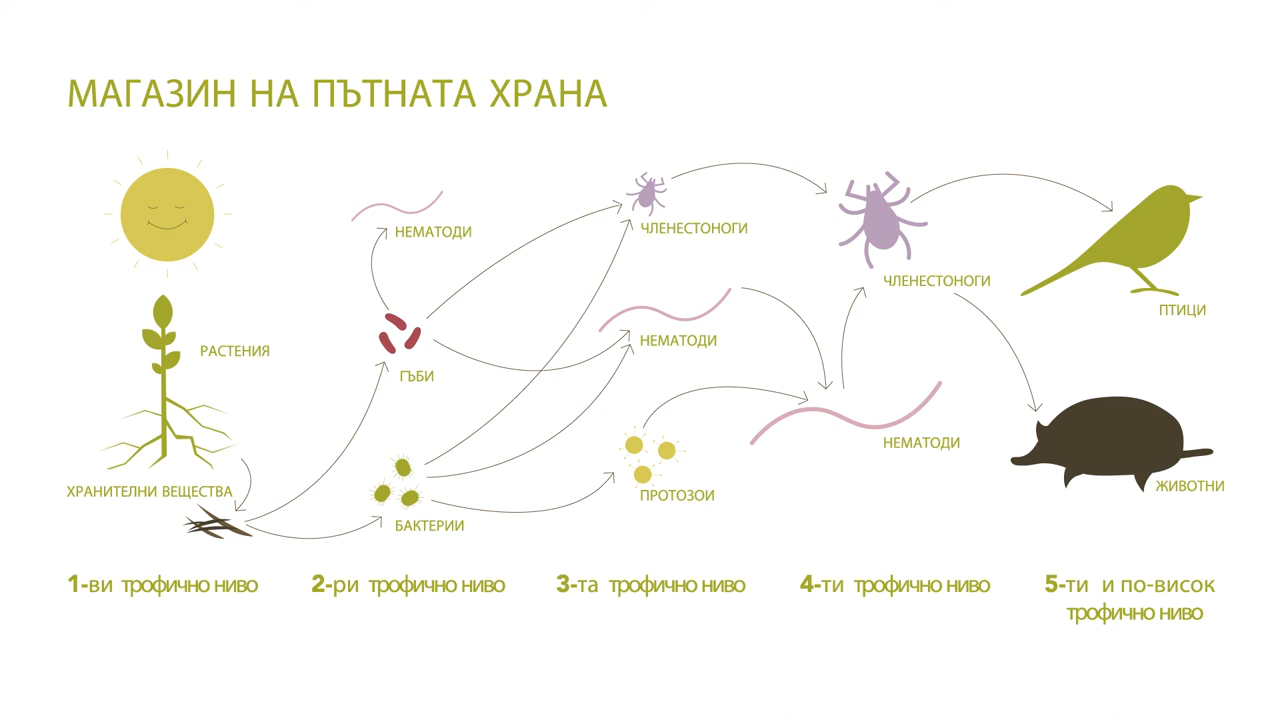 МАГАЗИН НА ПЪТНАТА ХРАНА
НЕМАТОДИ
ЧЛЕНЕСТОНОГИ
ЧЛЕНЕСТОНОГИ
ПТИЦИ
РАСТЕНИЯ
ГЪБИ
НЕМАТОДИ
НЕМАТОДИ
ХРАНИТЕЛНИ ВЕЩЕСТВА
БАКТЕРИИ
ПРОТОЗОИ
ЖИВОТНИ
1-ви трофично ниво
2-ри трофично ниво
3-та трофично ниво
4-ти трофично ниво
5-ти и по-висок
трофично ниво